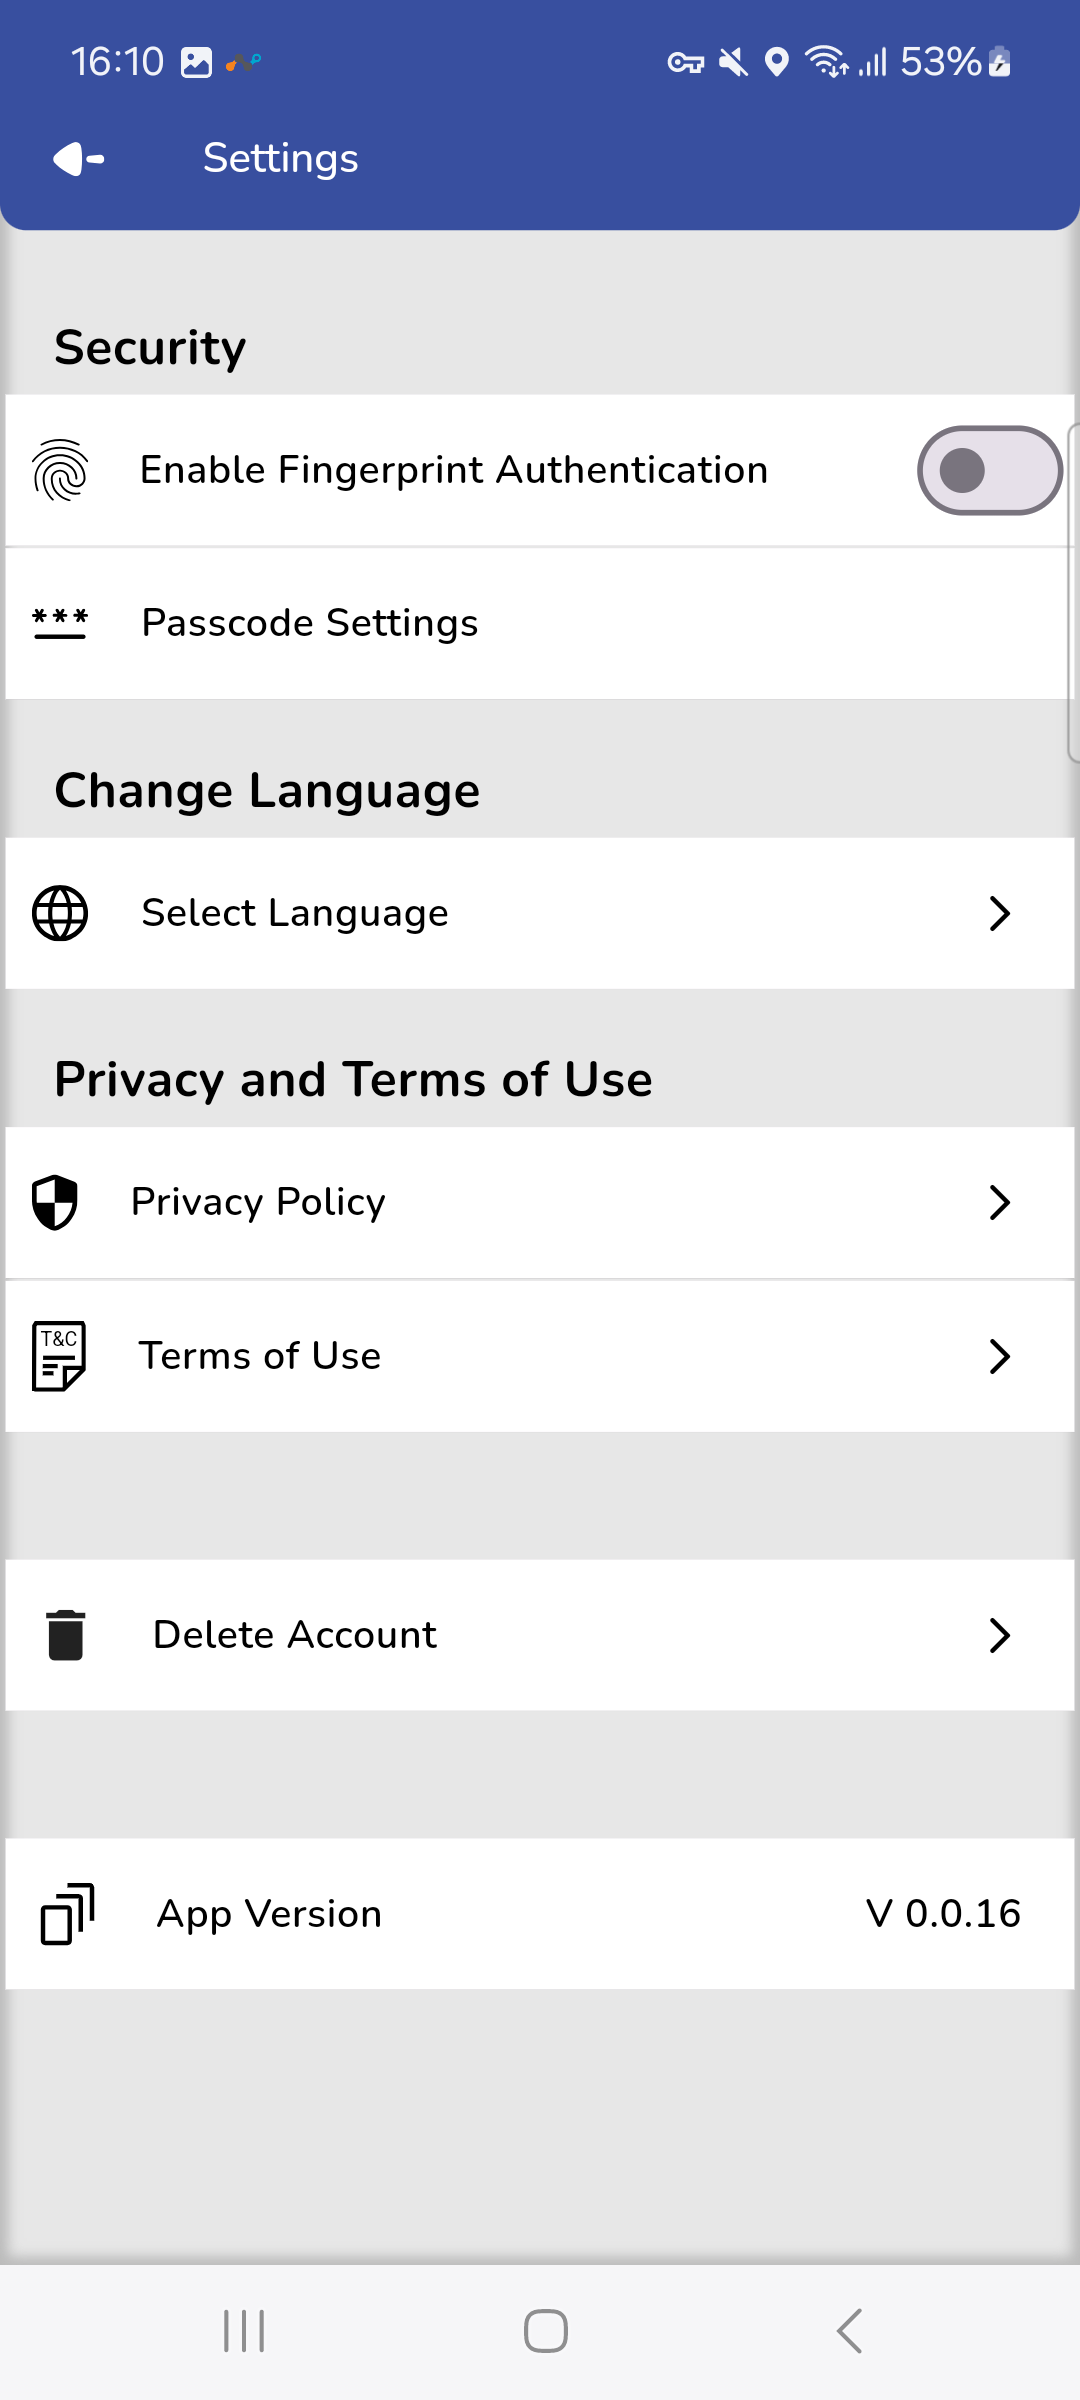 16:10
53%
Settings
Security
Enable Fingerprint Authentication
***
Passcode Settings
Change Language
Select Language
Privacy and Terms of Use
Privacy Policy
T&C
Terms of Use
Delete Account
App Version
V 0.0.16